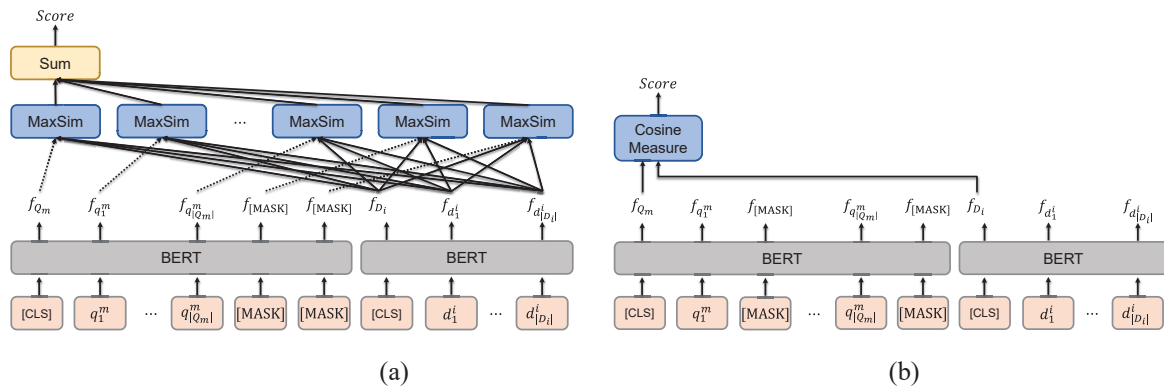 Score
Sum
MaxSim MaxSim ... MaxSim MaxSim MaxSim
f_{Q_m} f_{q_1^m} f_{q_{|Q_m|}^m} f_{[MASK]} f_{[MASK]} f_{D_i} f_{d_1^i} f_{d_{|D_i|}^i}
BERT BERT
[CLS] q_1^m ... q_{|Q_m|}^m [MASK] [MASK] [CLS] d_1^i ... d_{|D_i|}^i
(a)
Score
Cosine
Measure
f_{Q_m} f_{q_1^m} f_{[MASK]} f_{q_{|Q_m|}^m} f_{[MASK]} f_{D_i} f_{d_1^i} f_{d_{|D_i|}^i}
BERT BERT
[CLS] q_1^m [MASK] ... q_{|Q_m|}^m [MASK] [CLS] d_1^i ... d_{|D_i|}^i
(b)